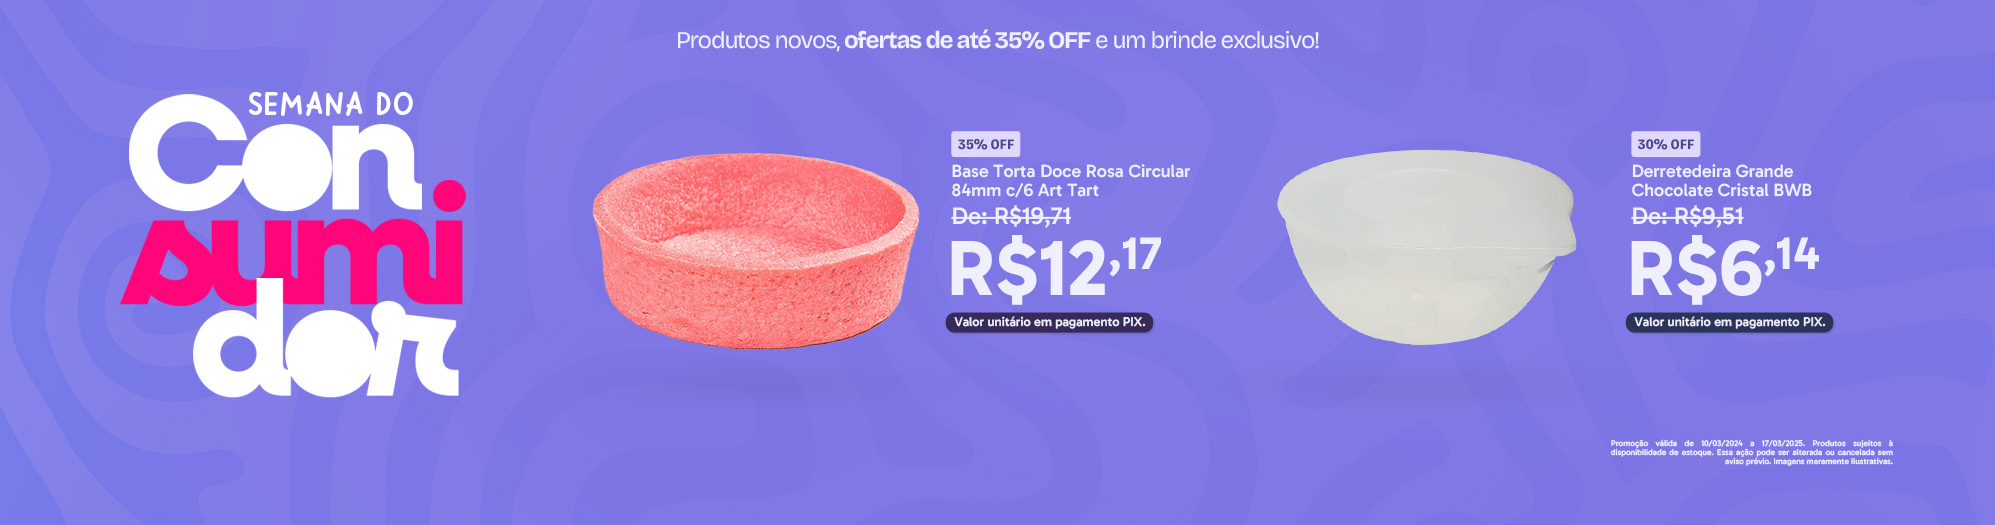 Produtos novos, ofertas de até 35% OFF e um brinde exclusivo!
SEMANA DO
Con
sumi
dor
35% OFF
Base Torta Doce Rosa Circular
84mm c/6 Art Tart
De: R$19,71
R$12,17
Valor unitário em pagamento PIX.
30% OFF
Derretedeira Grande
Chocolate Cristal BWB
De: R$9,51
R$6,14
Valor unitário em pagamento PIX.
Promoção válida de 10/03/2024 a 17/03/2025. Produtos sujeitos à
disponibilidade de estoque. Essa ação pode ser alterada ou cancelada sem
aviso prévio. Imagens meramente ilustrativas.